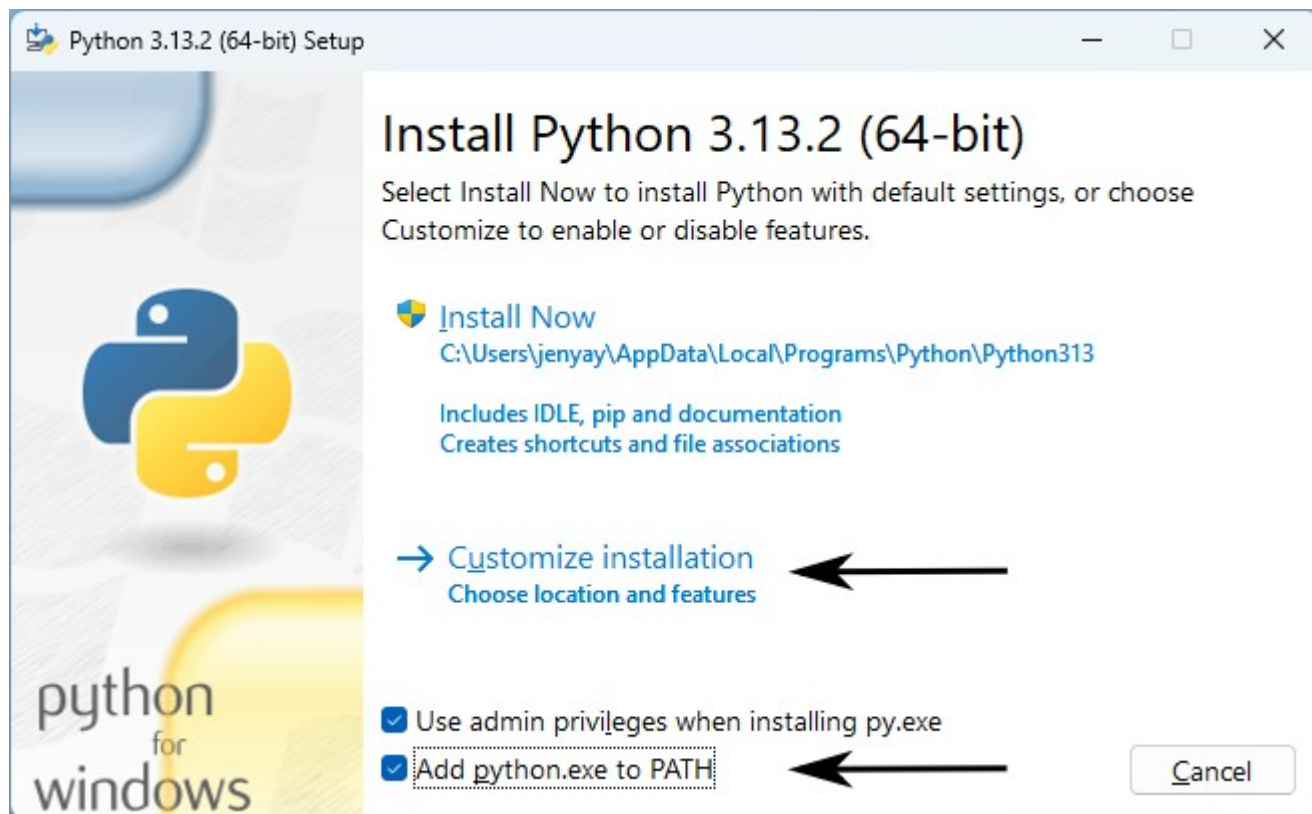 Python 3.13.2 (64-bit) Setup
Install Python 3.13.2 (64-bit)
Select Install Now to install Python with default settings, or choose
Customize to enable or disable features.
Install Now
C:\Users\jenyay\AppData\Local\Programs\Python\Python313
Includes IDLE, pip and documentation
Creates shortcuts and file associations
Customize installation
Choose location and features
python
for
windows
Use admin privileges when installing py.exe
Add python.exe to PATH
Cancel